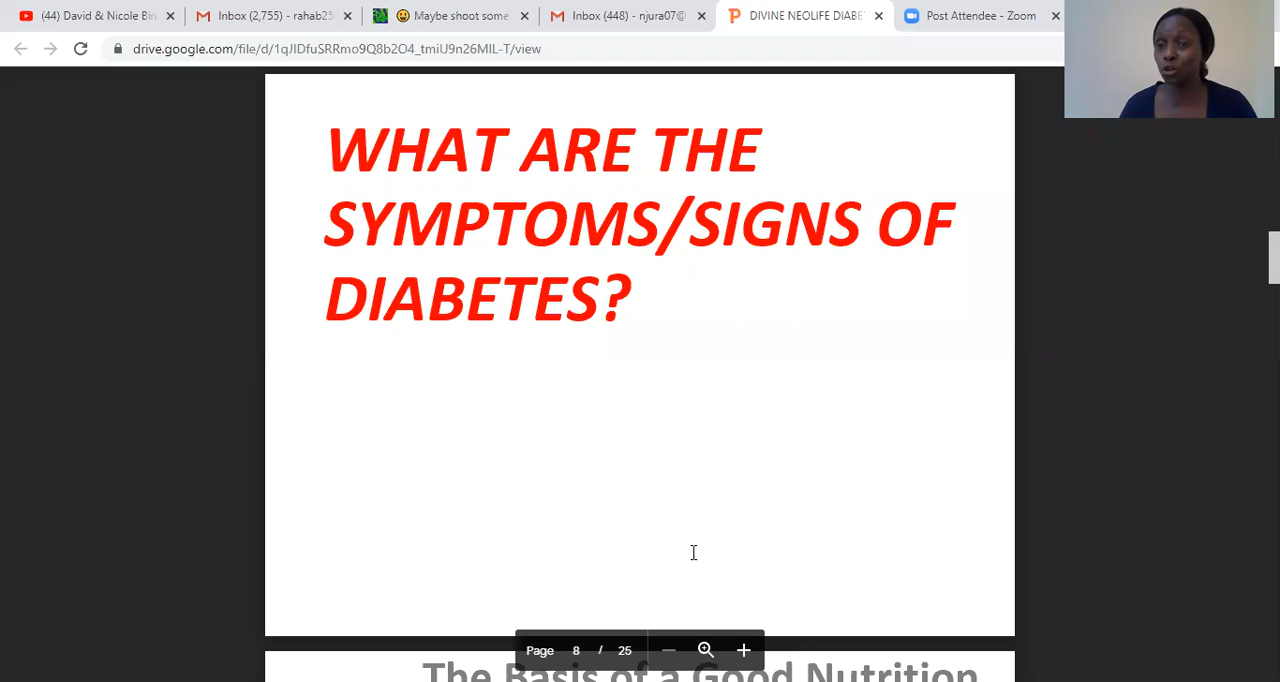 (44) David & Nicole Bin
Inbox (2,755) - rahab25
😀 Maybe shoot some
Inbox (448) - njura07@
DIVINE NEOLIFE DIABE
Post Attendee - Zoom
drive.google.com/file/d/1qJIDfuSRRmo9Q8b2O4_tmiU9n26MIL-T/view
WHAT ARE THE
SYMPTOMS/SIGNS OF
DIABETES?
Page 8 / 25
The Basis of a Good Nutrition